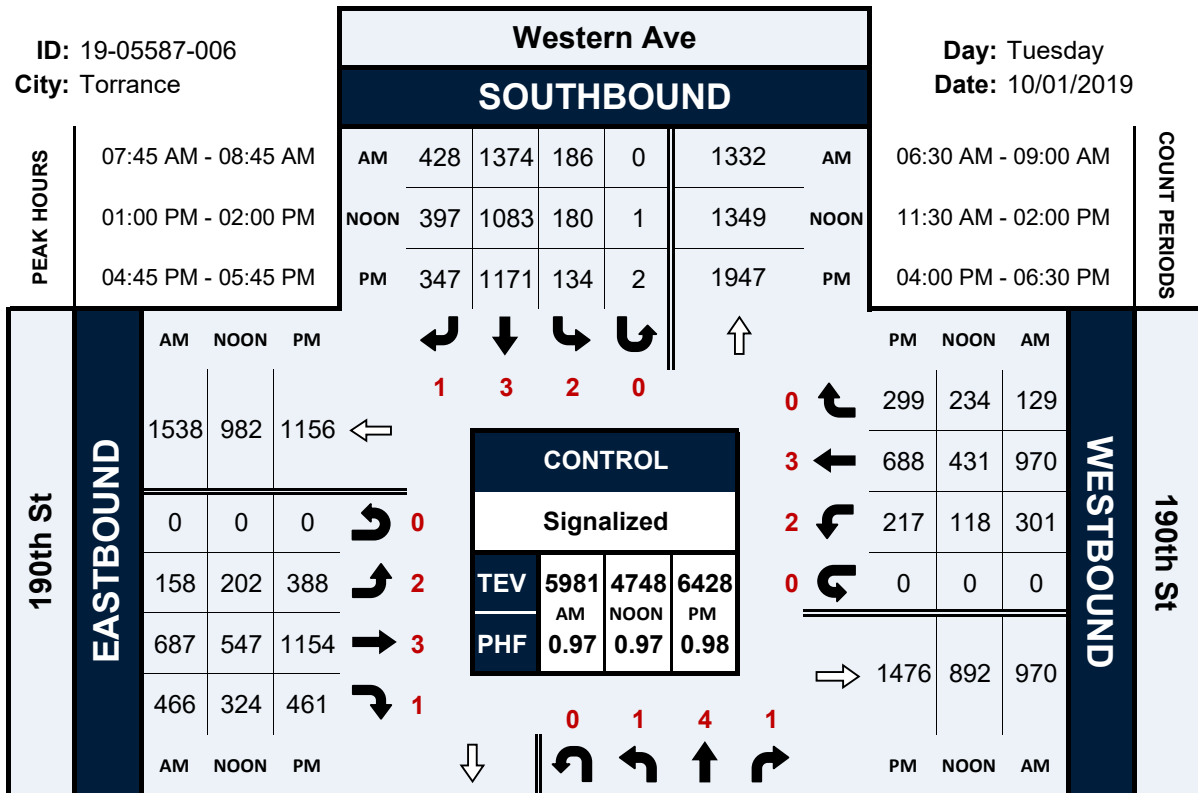 ID: 19-05587-006
City: Torrance
Western Ave
SOUTHBOUND
Day: Tuesday
Date: 10/01/2019
PEAK HOURS
07:45 AM - 08:45 AM
01:00 PM - 02:00 PM
04:45 PM - 05:45 PM
AM 428 1374 186 0 1332 AM
NOON 397 1083 180 1 1349 NOON
PM 347 1171 134 2 1947 PM
06:30 AM - 09:00 AM
11:30 AM - 02:00 PM
04:00 PM - 06:30 PM
COUNT PERIODS
1 3 2 0
190th St
EASTBOUND
AM NOON PM
1538 982 1156
0 0 0 0
158 202 388 2
687 547 1154 3
466 324 461 1
AM NOON PM
CONTROL
Signalized
TEV 5981 4748 6428
AM NOON PM
PHF 0.97 0.97 0.98
PM NOON AM
0 299 234 129
3 688 431 970
2 217 118 301
0 0 0 0
1476 892 970
PM NOON AM
WESTBOUND
190th St
0 1 4 1